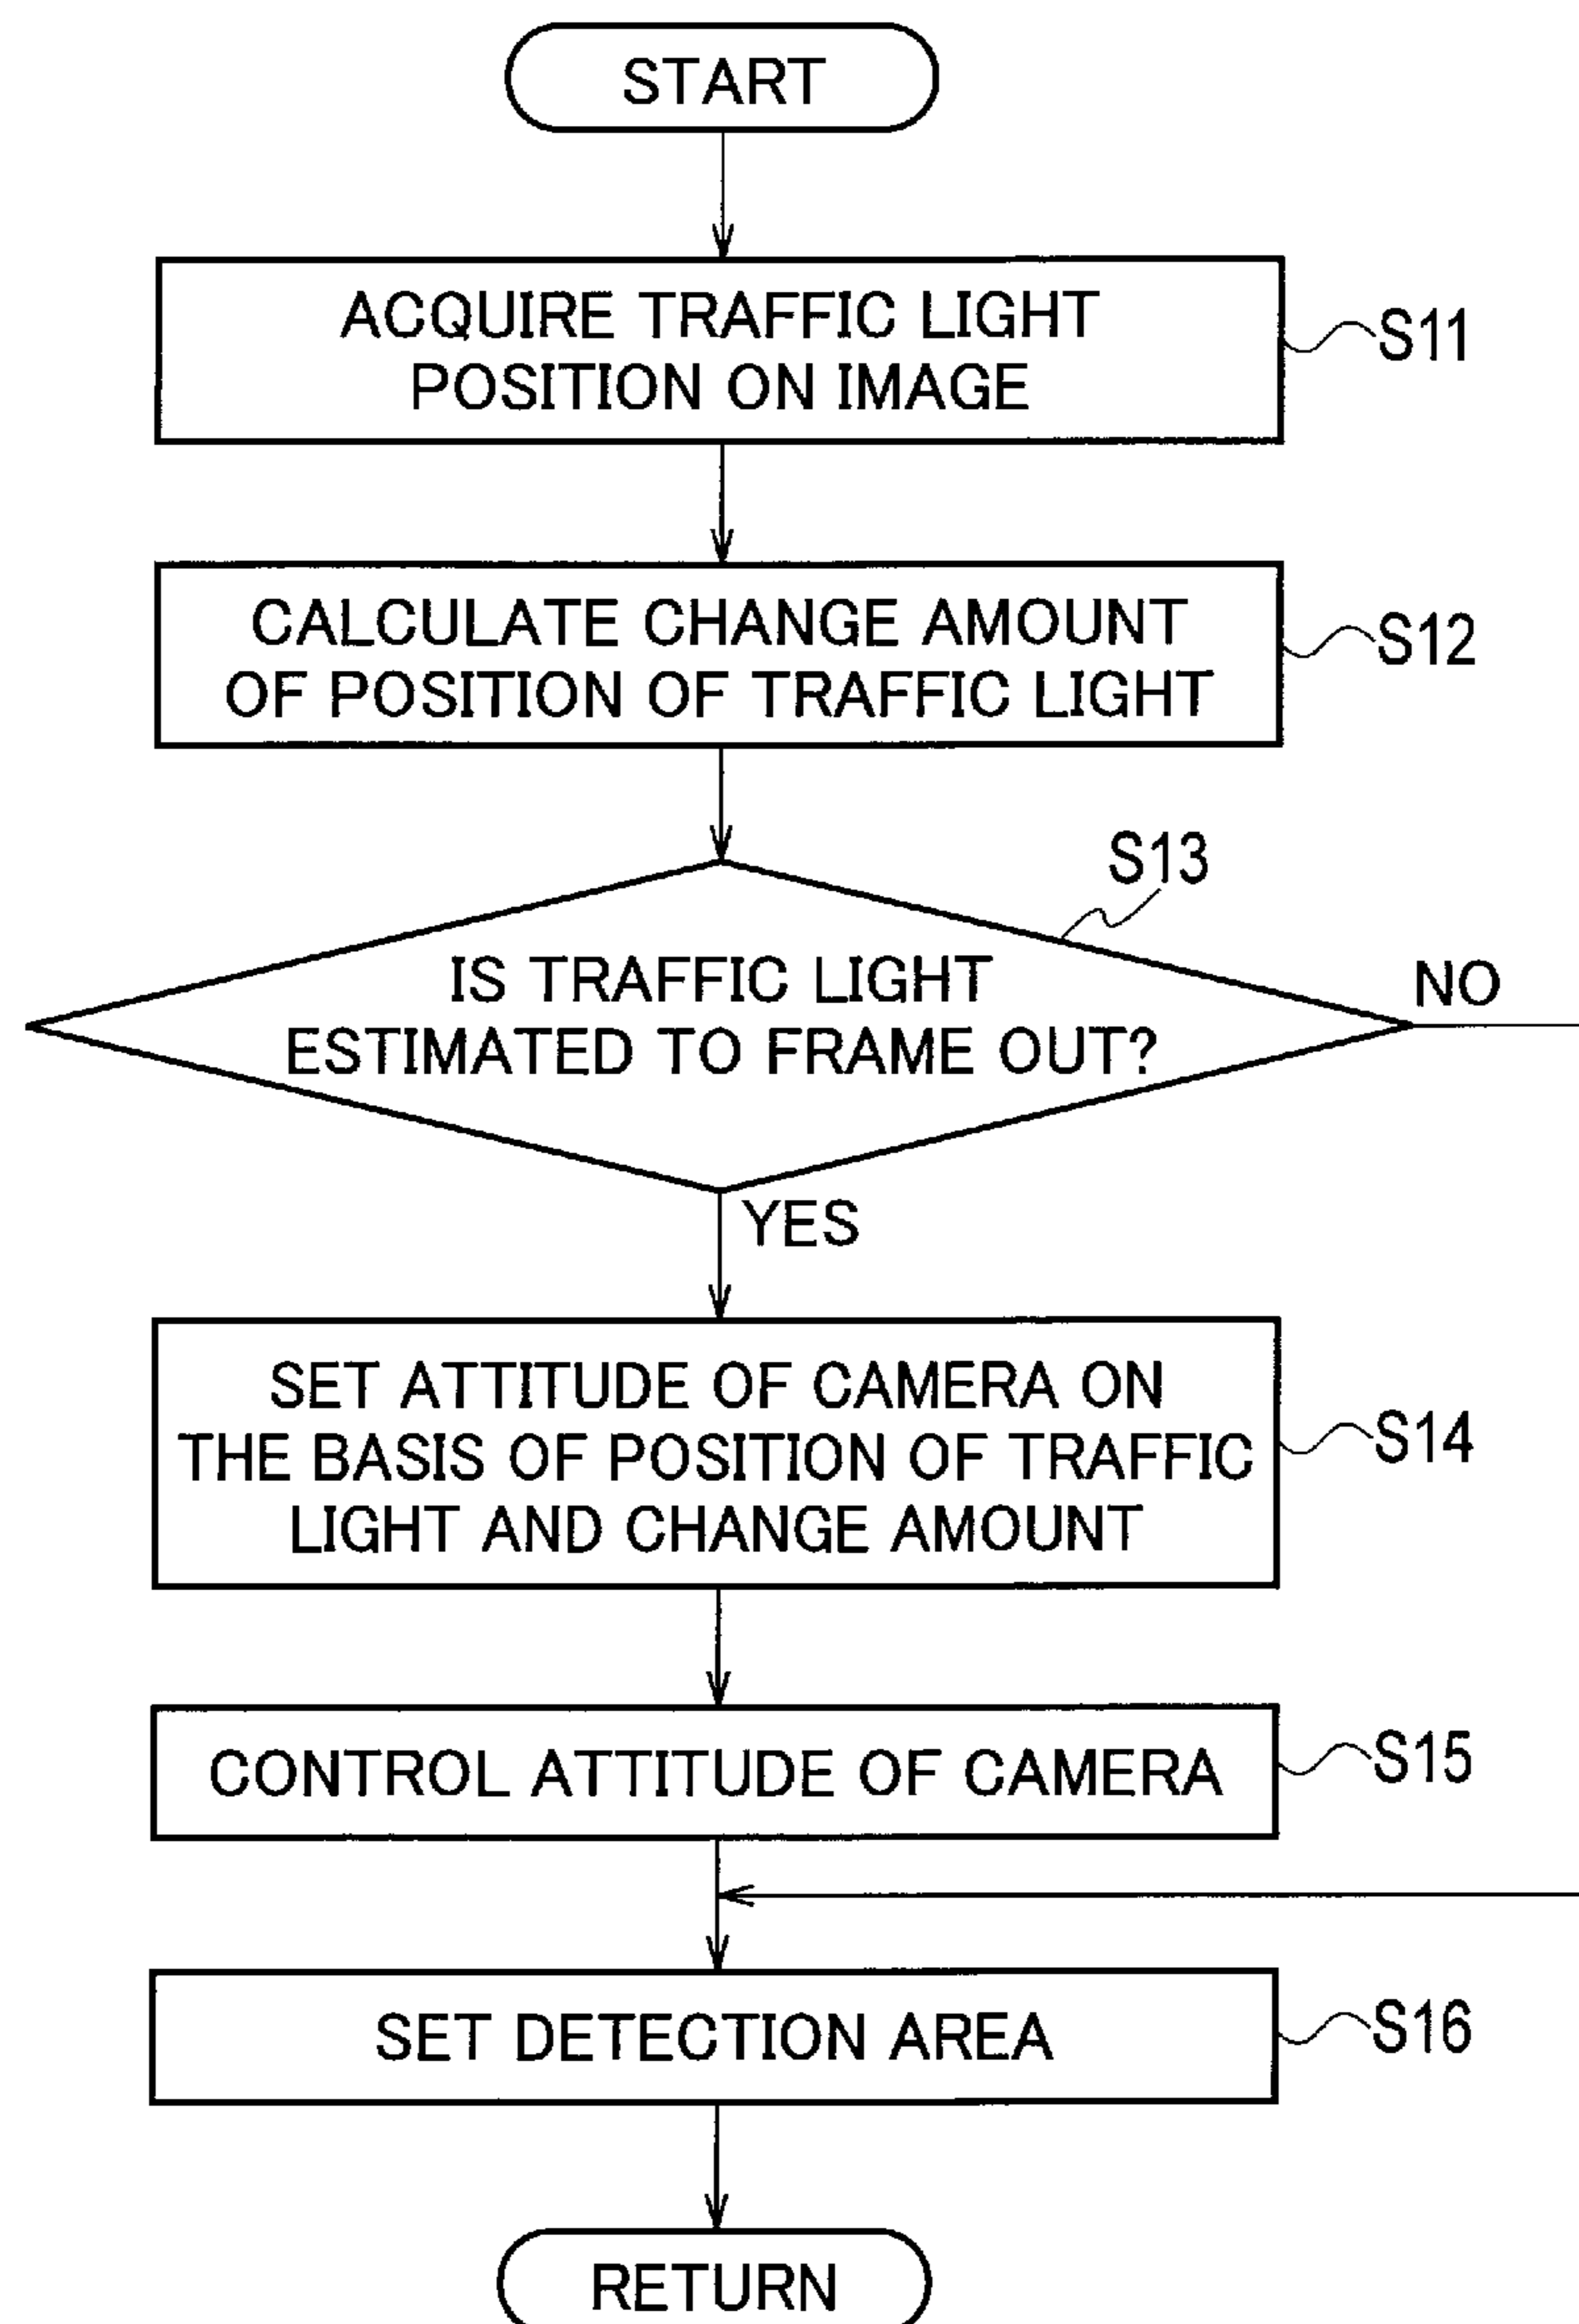 START
ACQUIRE TRAFFIC LIGHT
POSITION ON IMAGE
S11
CALCULATE CHANGE AMOUNT
OF POSITION OF TRAFFIC LIGHT
S12
S13
IS TRAFFIC LIGHT
ESTIMATED TO FRAME OUT?
NO
YES
SET ATTITUDE OF CAMERA ON
THE BASIS OF POSITION OF TRAFFIC
LIGHT AND CHANGE AMOUNT
S14
CONTROL ATTITUDE OF CAMERA
S15
SET DETECTION AREA
S16
RETURN